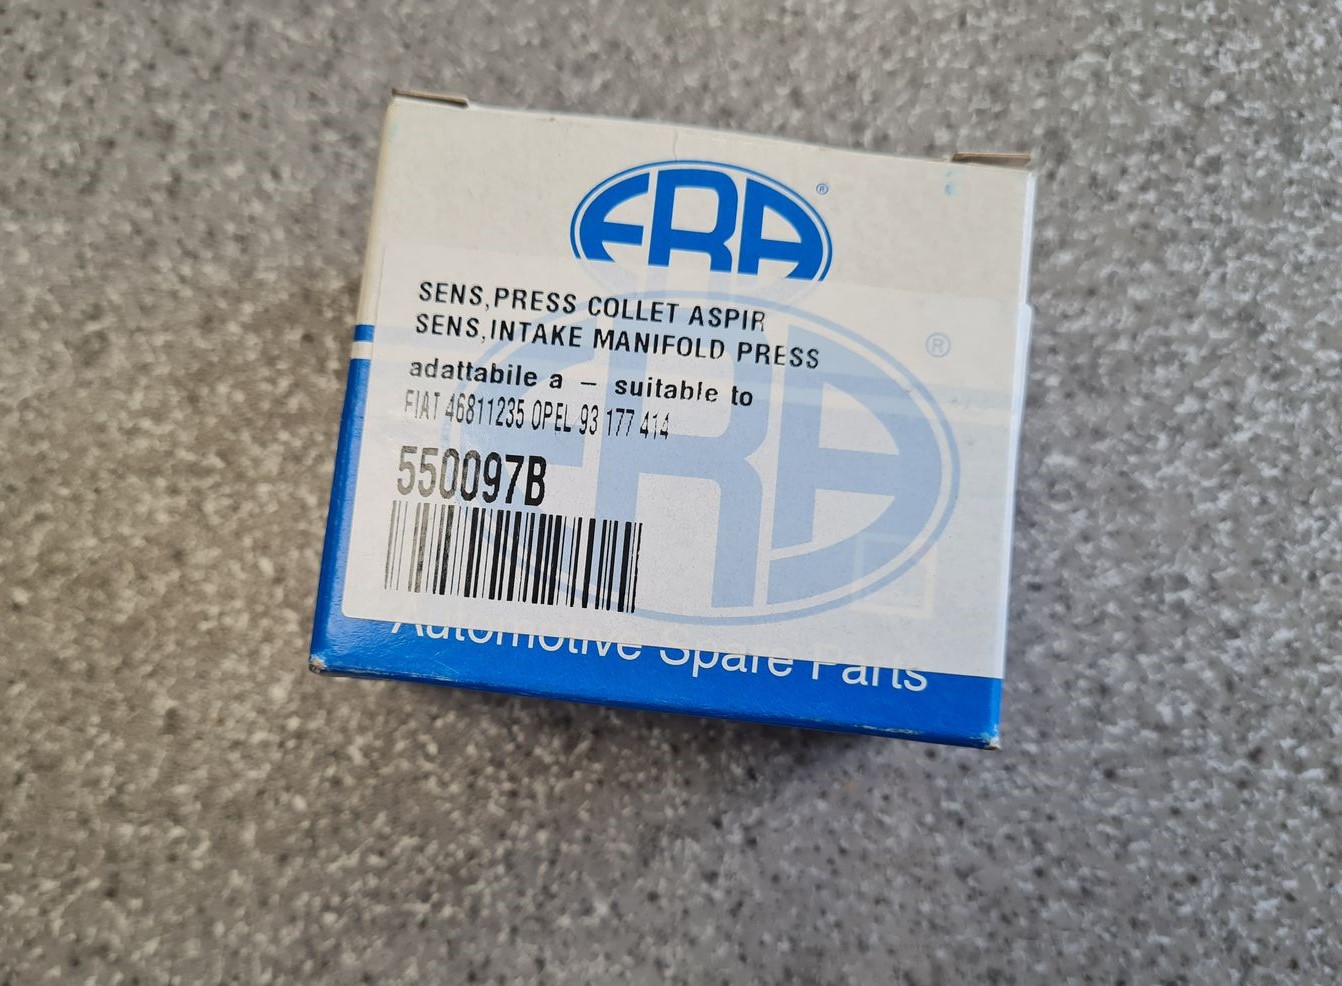 ERA ®
SENS,PRESS COLLET ASPIR
SENS,INTAKE MANIFOLD PRESS
®
adattabile a – suitable to
FIAT 46811235 OPEL 93 177 414
ERA
550097B
Automotive Spare Parts